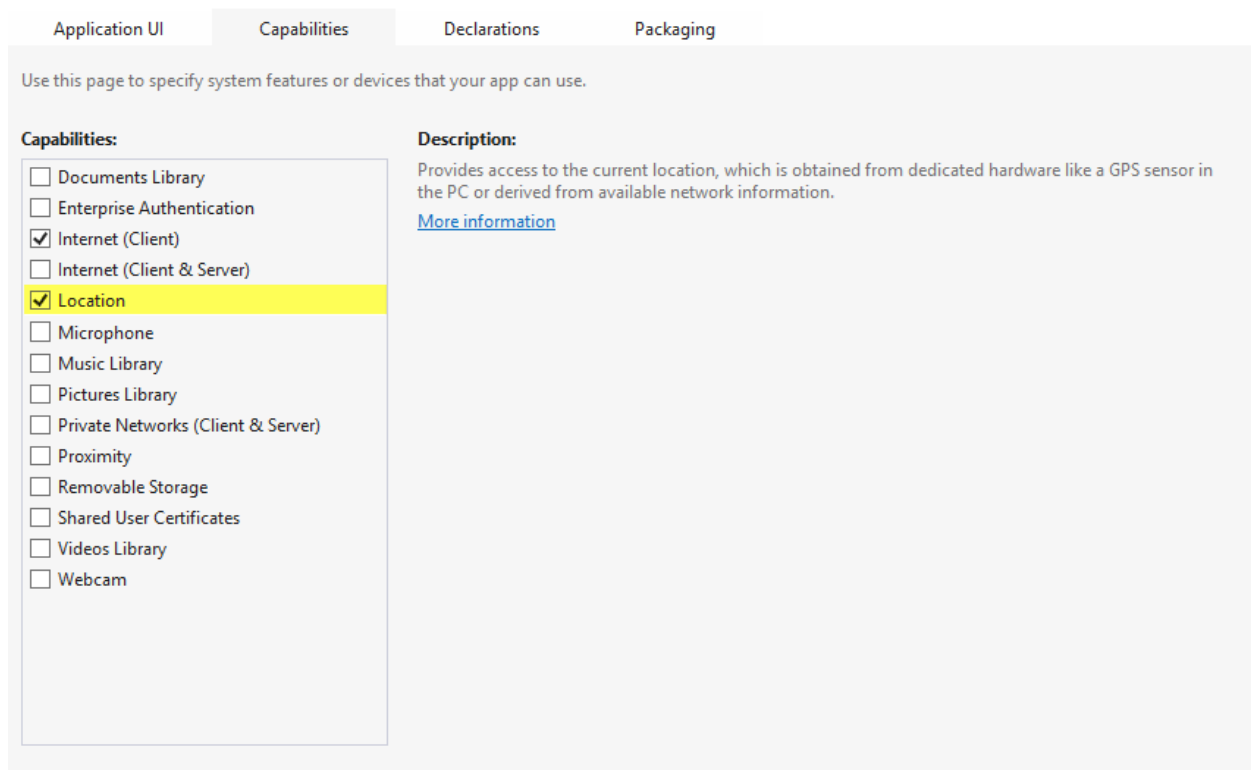 Application UI Capabilities Declarations Packaging
Use this page to specify system features or devices that your app can use.
Capabilities:
Documents Library
Enterprise Authentication
Internet (Client)
Internet (Client & Server)
Location
Microphone
Music Library
Pictures Library
Private Networks (Client & Server)
Proximity
Removable Storage
Shared User Certificates
Videos Library
Webcam
Description:
Provides access to the current location, which is obtained from dedicated hardware like a GPS sensor in
the PC or derived from available network information.
More information